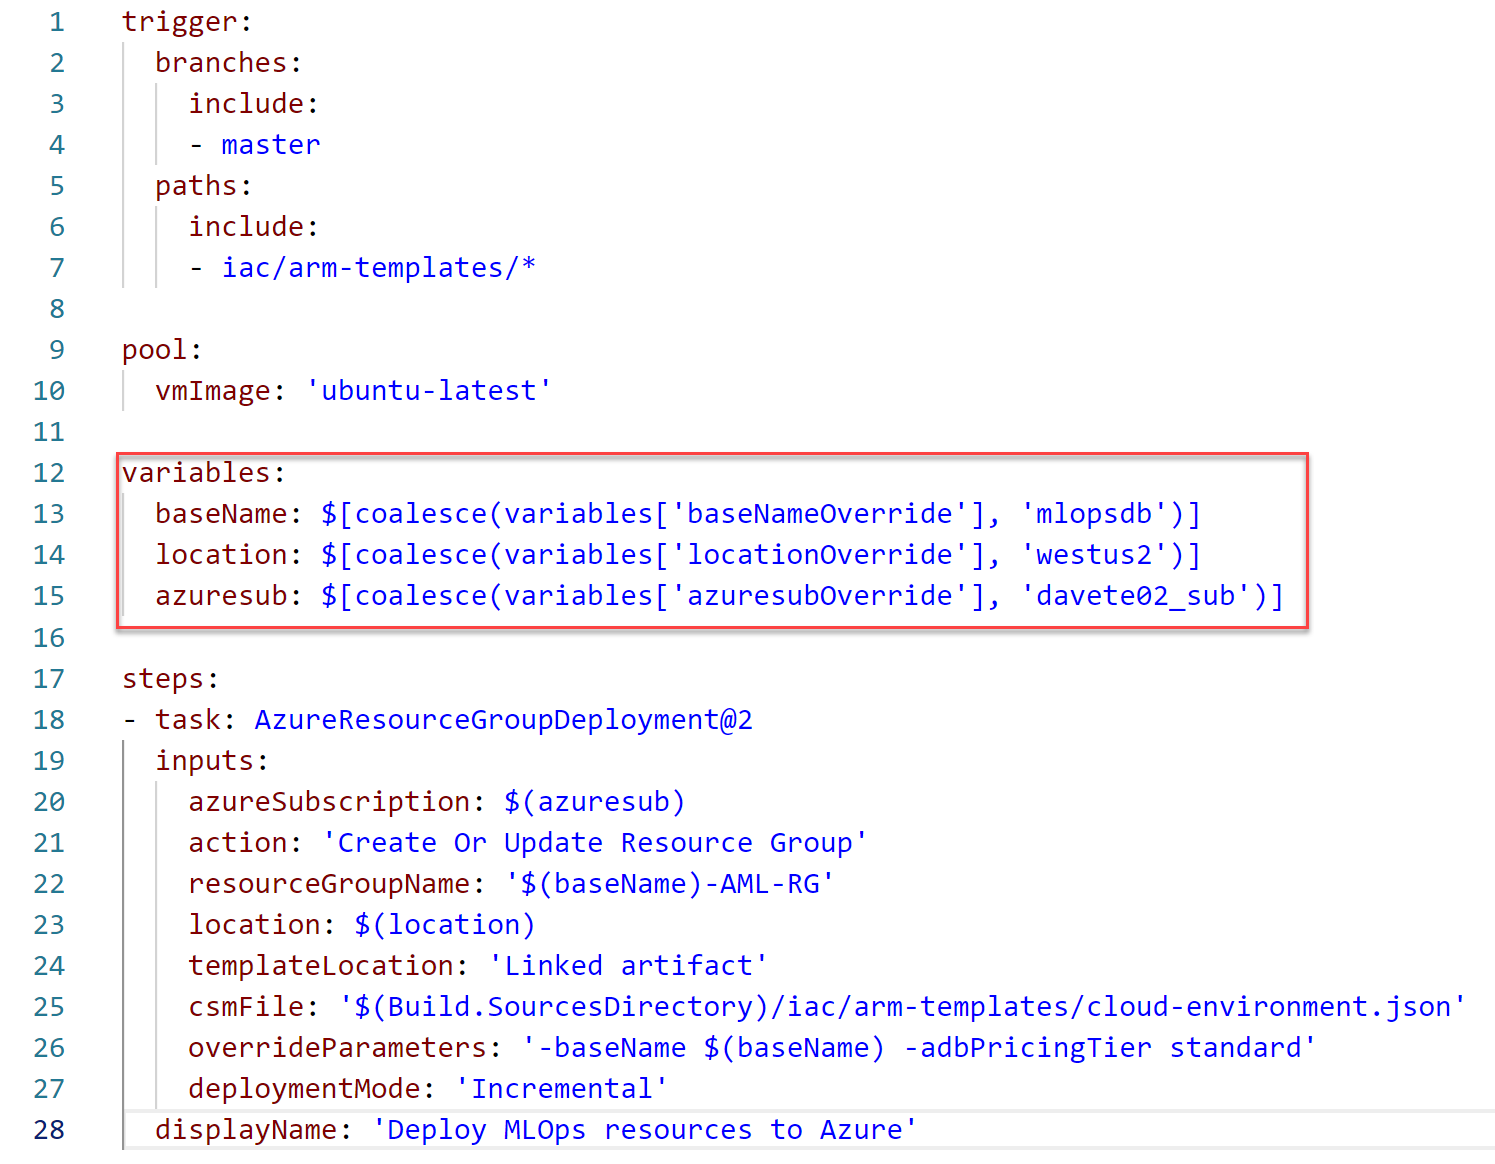 1 trigger:
2   branches:
3     include:
4     - master
5   paths:
6     include:
7     - iac/arm-templates/*
8
9 pool:
10   vmImage: 'ubuntu-latest'
11
12 variables:
13   baseName: $[coalesce(variables['baseNameOverride'], 'mlopsdb')]
14   location: $[coalesce(variables['locationOverride'], 'westus2')]
15   azuresub: $[coalesce(variables['azuresubOverride'], 'davete02_sub')]
16
17 steps:
18 - task: AzureResourceGroupDeployment@2
19   inputs:
20     azureSubscription: $(azuresub)
21     action: 'Create Or Update Resource Group'
22     resourceGroupName: '$(baseName)-AML-RG'
23     location: $(location)
24     templateLocation: 'Linked artifact'
25     csmFile: '$(Build.SourcesDirectory)/iac/arm-templates/cloud-environment.json'
26     overrideParameters: '-baseName $(baseName) -adbPricingTier standard'
27     deploymentMode: 'Incremental'
28   displayName: 'Deploy MLOps resources to Azure'